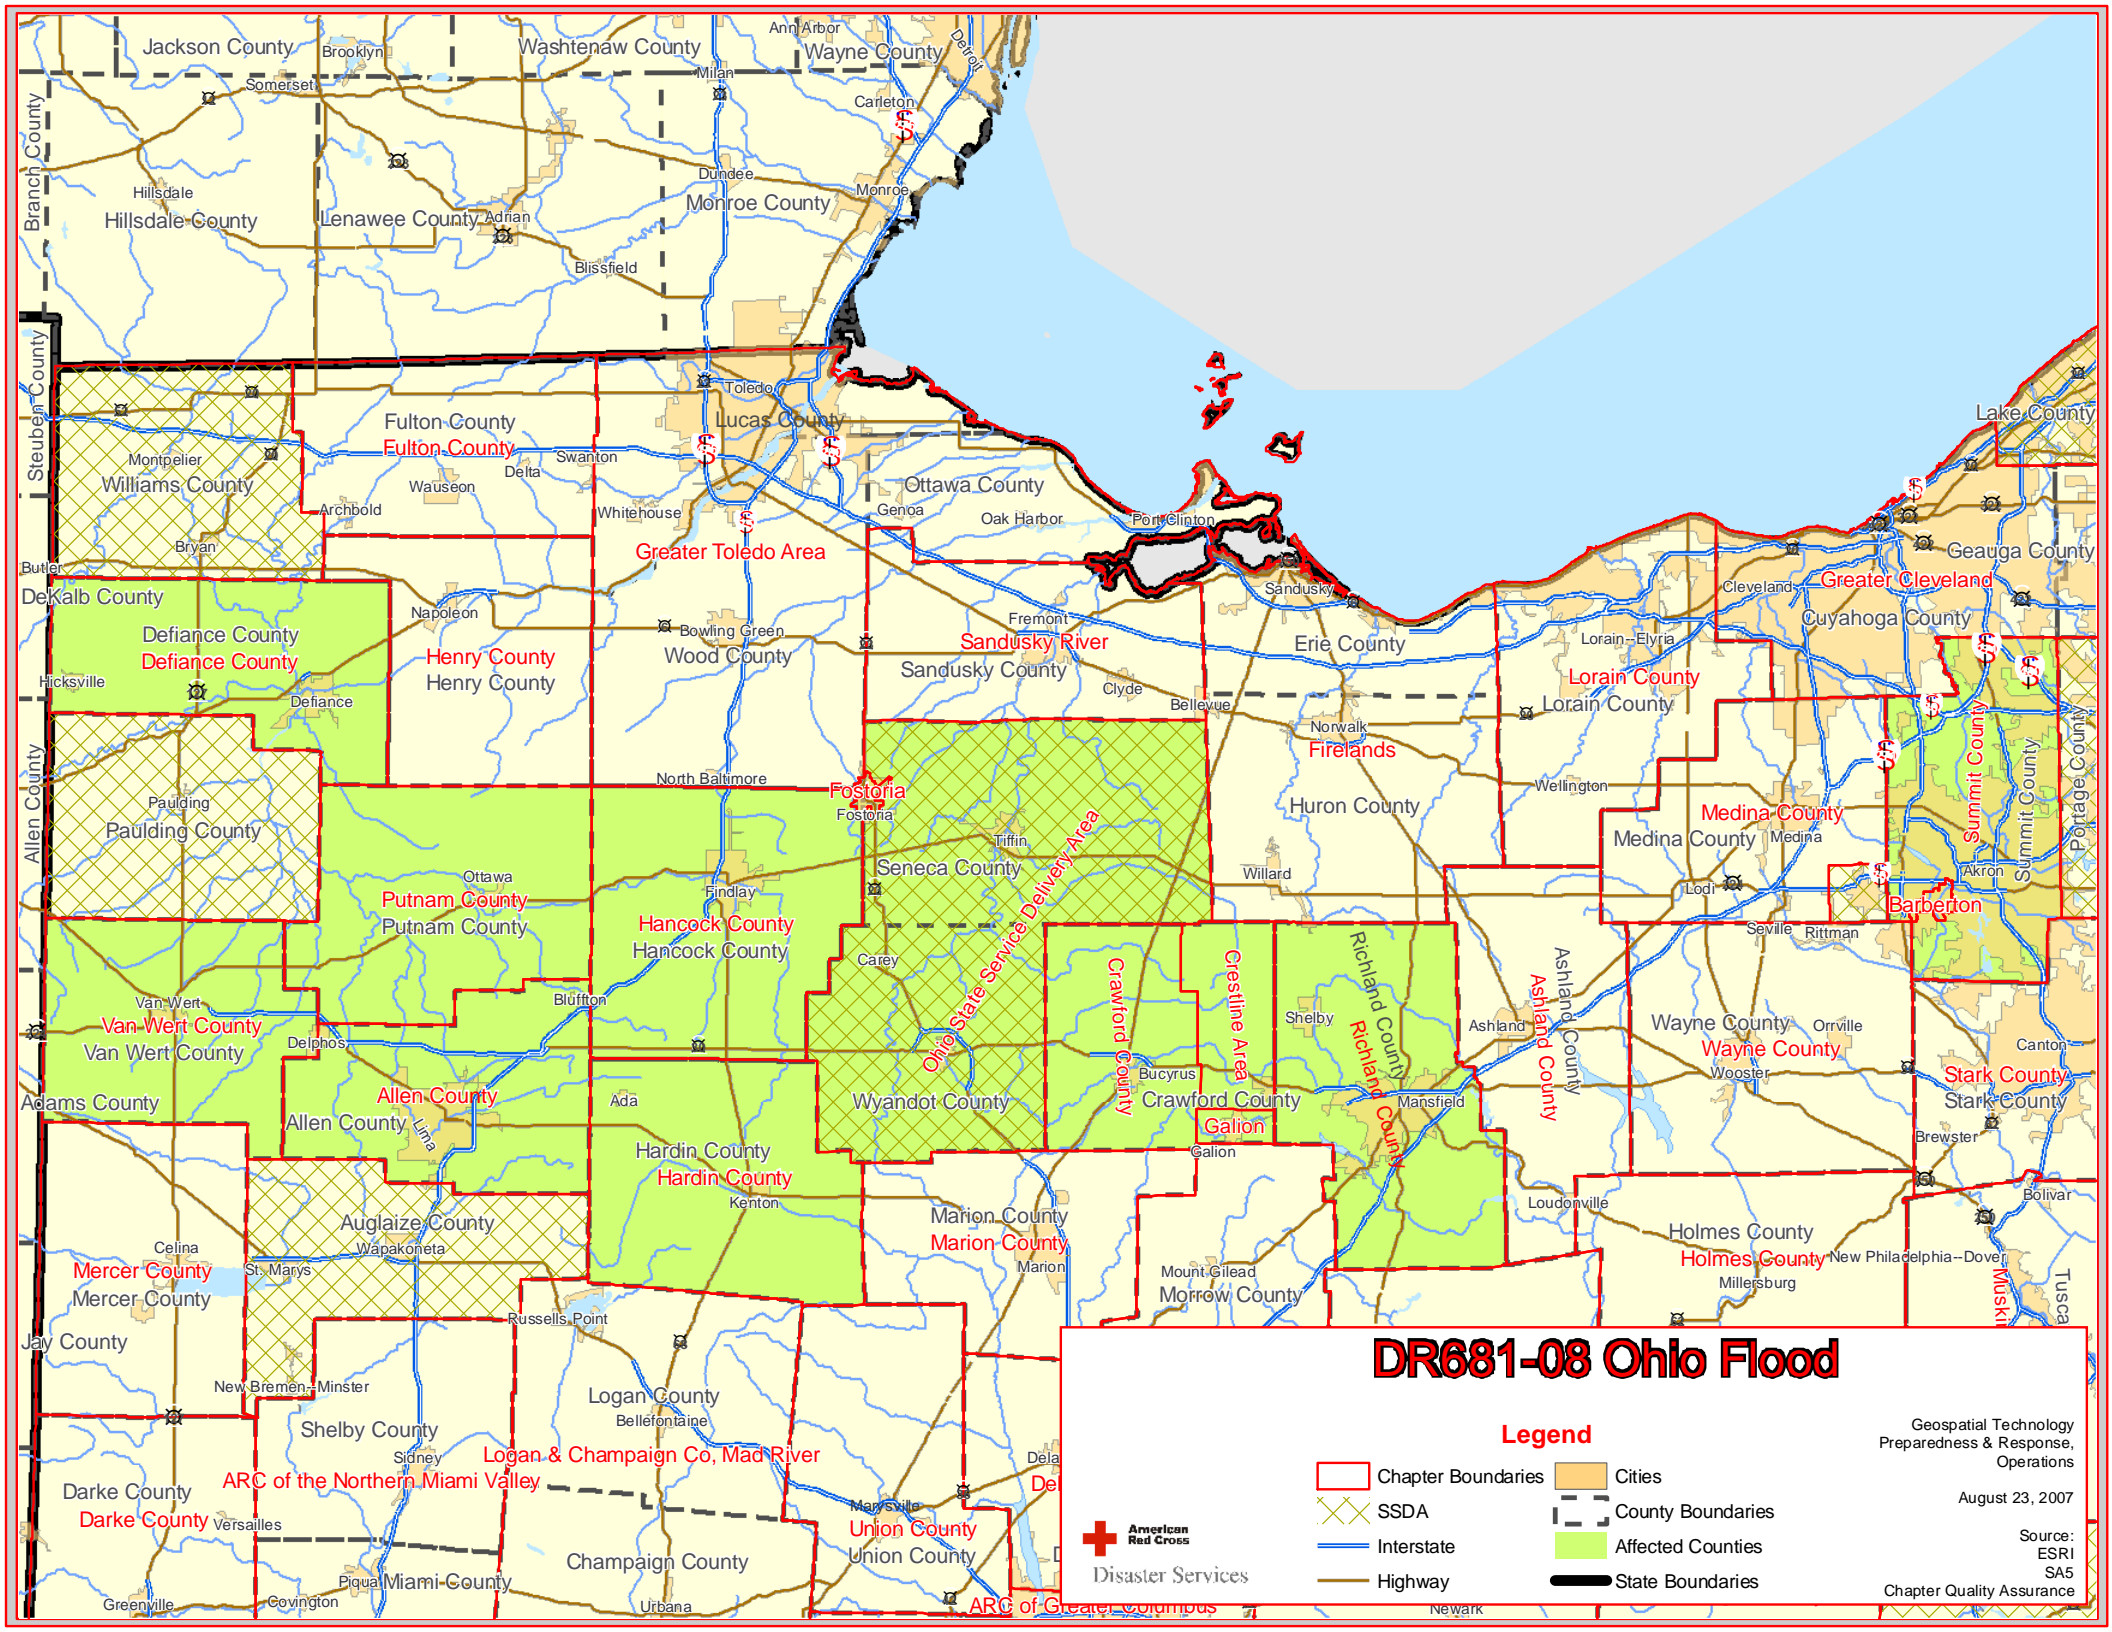 Jackson County
Brooklyn
Washtenaw County
Ann Arbor
Wayne County
Detroit
Milan
Somerset
Carleton
Branch County
Hillsdale
Hillsdale County
Lenawee County
Adrian
Dundee
Monroe
Monroe County
Blissfield
Steuben County
Toledo
Lucas County
Fulton County
Fulton County
Lake County
Montpelier
Williams County
Wauseon
Delta
Swanton
Archbold
Whitehouse
Ottawa County
Genoa
Oak Harbor
Port Clinton
Bryan
Greater Toledo Area
Geauga County
Butler
DeKalb County
Napoleon
Sandusky
Cleveland
Greater Cleveland
Cuyahoga County
Defiance County
Defiance County
Bowling Green
Wood County
Fremont
Sandusky River
Sandusky County
Erie County
Lorain--Elyria
Lorain County
Lorain County
Henry County
Henry County
Hicksville
Defiance
Clyde
Bellevue
Norwalk
Firelands
Summit County
Summit County
Portage County
Allen County
North Baltimore
Fostoria
Fostoria
Wellington
Paulding
Paulding County
Huron County
Medina County
Medina County
Medina
Tiffin
Seneca County
Ohio State Service Delivery Area
Willard
Lodi
Akron
Barberton
Ottawa
Putnam County
Putnam County
Findlay
Hancock County
Hancock County
Seville
Rittman
Carey
Crawford County
Crestline Area
Richland County
Richland County
Ashland County
Ashland County
Van Wert
Van Wert County
Van Wert County
Bluffton
Delphos
Shelby
Ashland
Wayne County
Orrville
Wayne County
Wooster
Canton
Stark County
Stark County
Adams County
Allen County
Allen County
Lima
Ada
Wyandot County
Bucyrus
Crawford County
Mansfield
Galion
Galion
Brewster
Hardin County
Hardin County
Kenton
Loudonville
Bolivar
Auglaize County
Wapakoneta
Marion County
Marion County
Marion
Holmes County
Holmes County
New Philadelphia--Dover
Millersburg
Celina
Mercer County
Mercer County
St. Marys
Mount Gilead
Morrow County
Muski
Tusca
Russells Point
Jay County
New Bremen--Minster
Logan County
Bellefontaine
Shelby County
Sidney
Logan & Champaign Co, Mad River
ARC of the Northern Miami Valley
Dela
Del
Darke County
Darke County
Versailles
Marysville
Union County
Union County
D
Champaign County
Piqua
Miami County
Greenville
Covington
Urbana
ARC of Greater Columbus
Newark
DR681-08 Ohio Flood
Legend
Chapter Boundaries
SSDA
Interstate
Highway
Cities
County Boundaries
Affected Counties
State Boundaries
Geospatial Technology
Preparedness & Response,
Operations
August 23, 2007
Source:
ESRI
SA5
Chapter Quality Assurance
American
Red Cross
Disaster Services